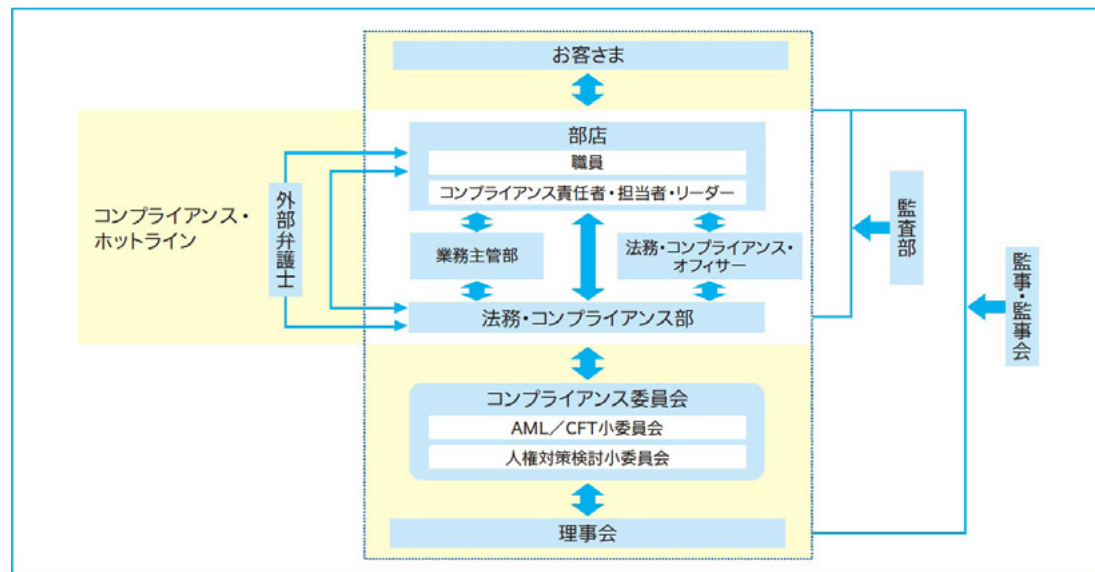 お客さま
部店
職員
コンプライアンス責任者・担当者・リーダー
コンプライアンス・
ホットライン
外部弁護士
業務主管部
法務・コンプライアンス・
オフィサー
法務・コンプライアンス部
監査部
監事・監事会
コンプライアンス委員会
AML／CFT小委員会
人権対策検討小委員会
理事会